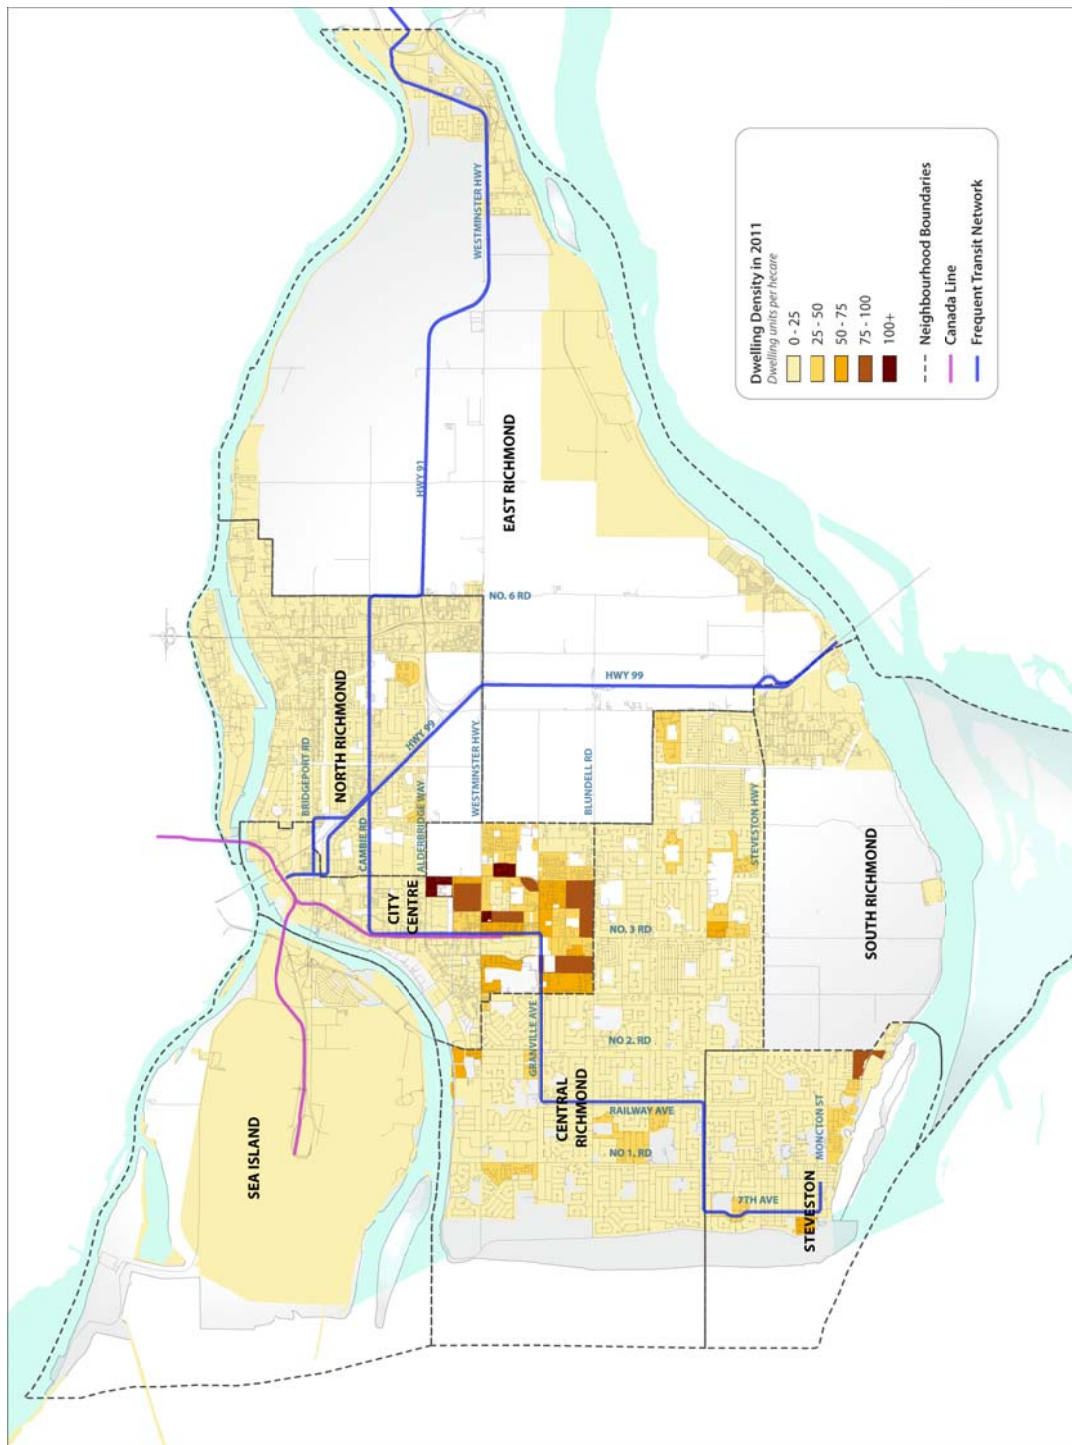 SEA ISLAND
BRIDGEPORT RD
NORTH RICHMOND
CAMBIE RD
HWY 99
ALDERBRIDGE WAY
CITY
CENTRE
HWY 91
WESTMINSTER HWY
WESTMINSTER HWY
NO. 6 RD
EAST RICHMOND
GRANVILLE AVE
CENTRAL
RICHMOND
BLUNDELL RD
HWY 99
NO. 3 RD
NO 2. RD
RAILWAY AVE
NO 1. RD
STEVESTON HWY
7TH AVE
MONCTON ST
STEVESTON
SOUTH RICHMOND
Dwelling Density in 2011
Dwelling units per hecare
0 - 25
25 - 50
50 - 75
75 - 100
100+
Neighbourhood Boundaries
Canada Line
Frequent Transit Network